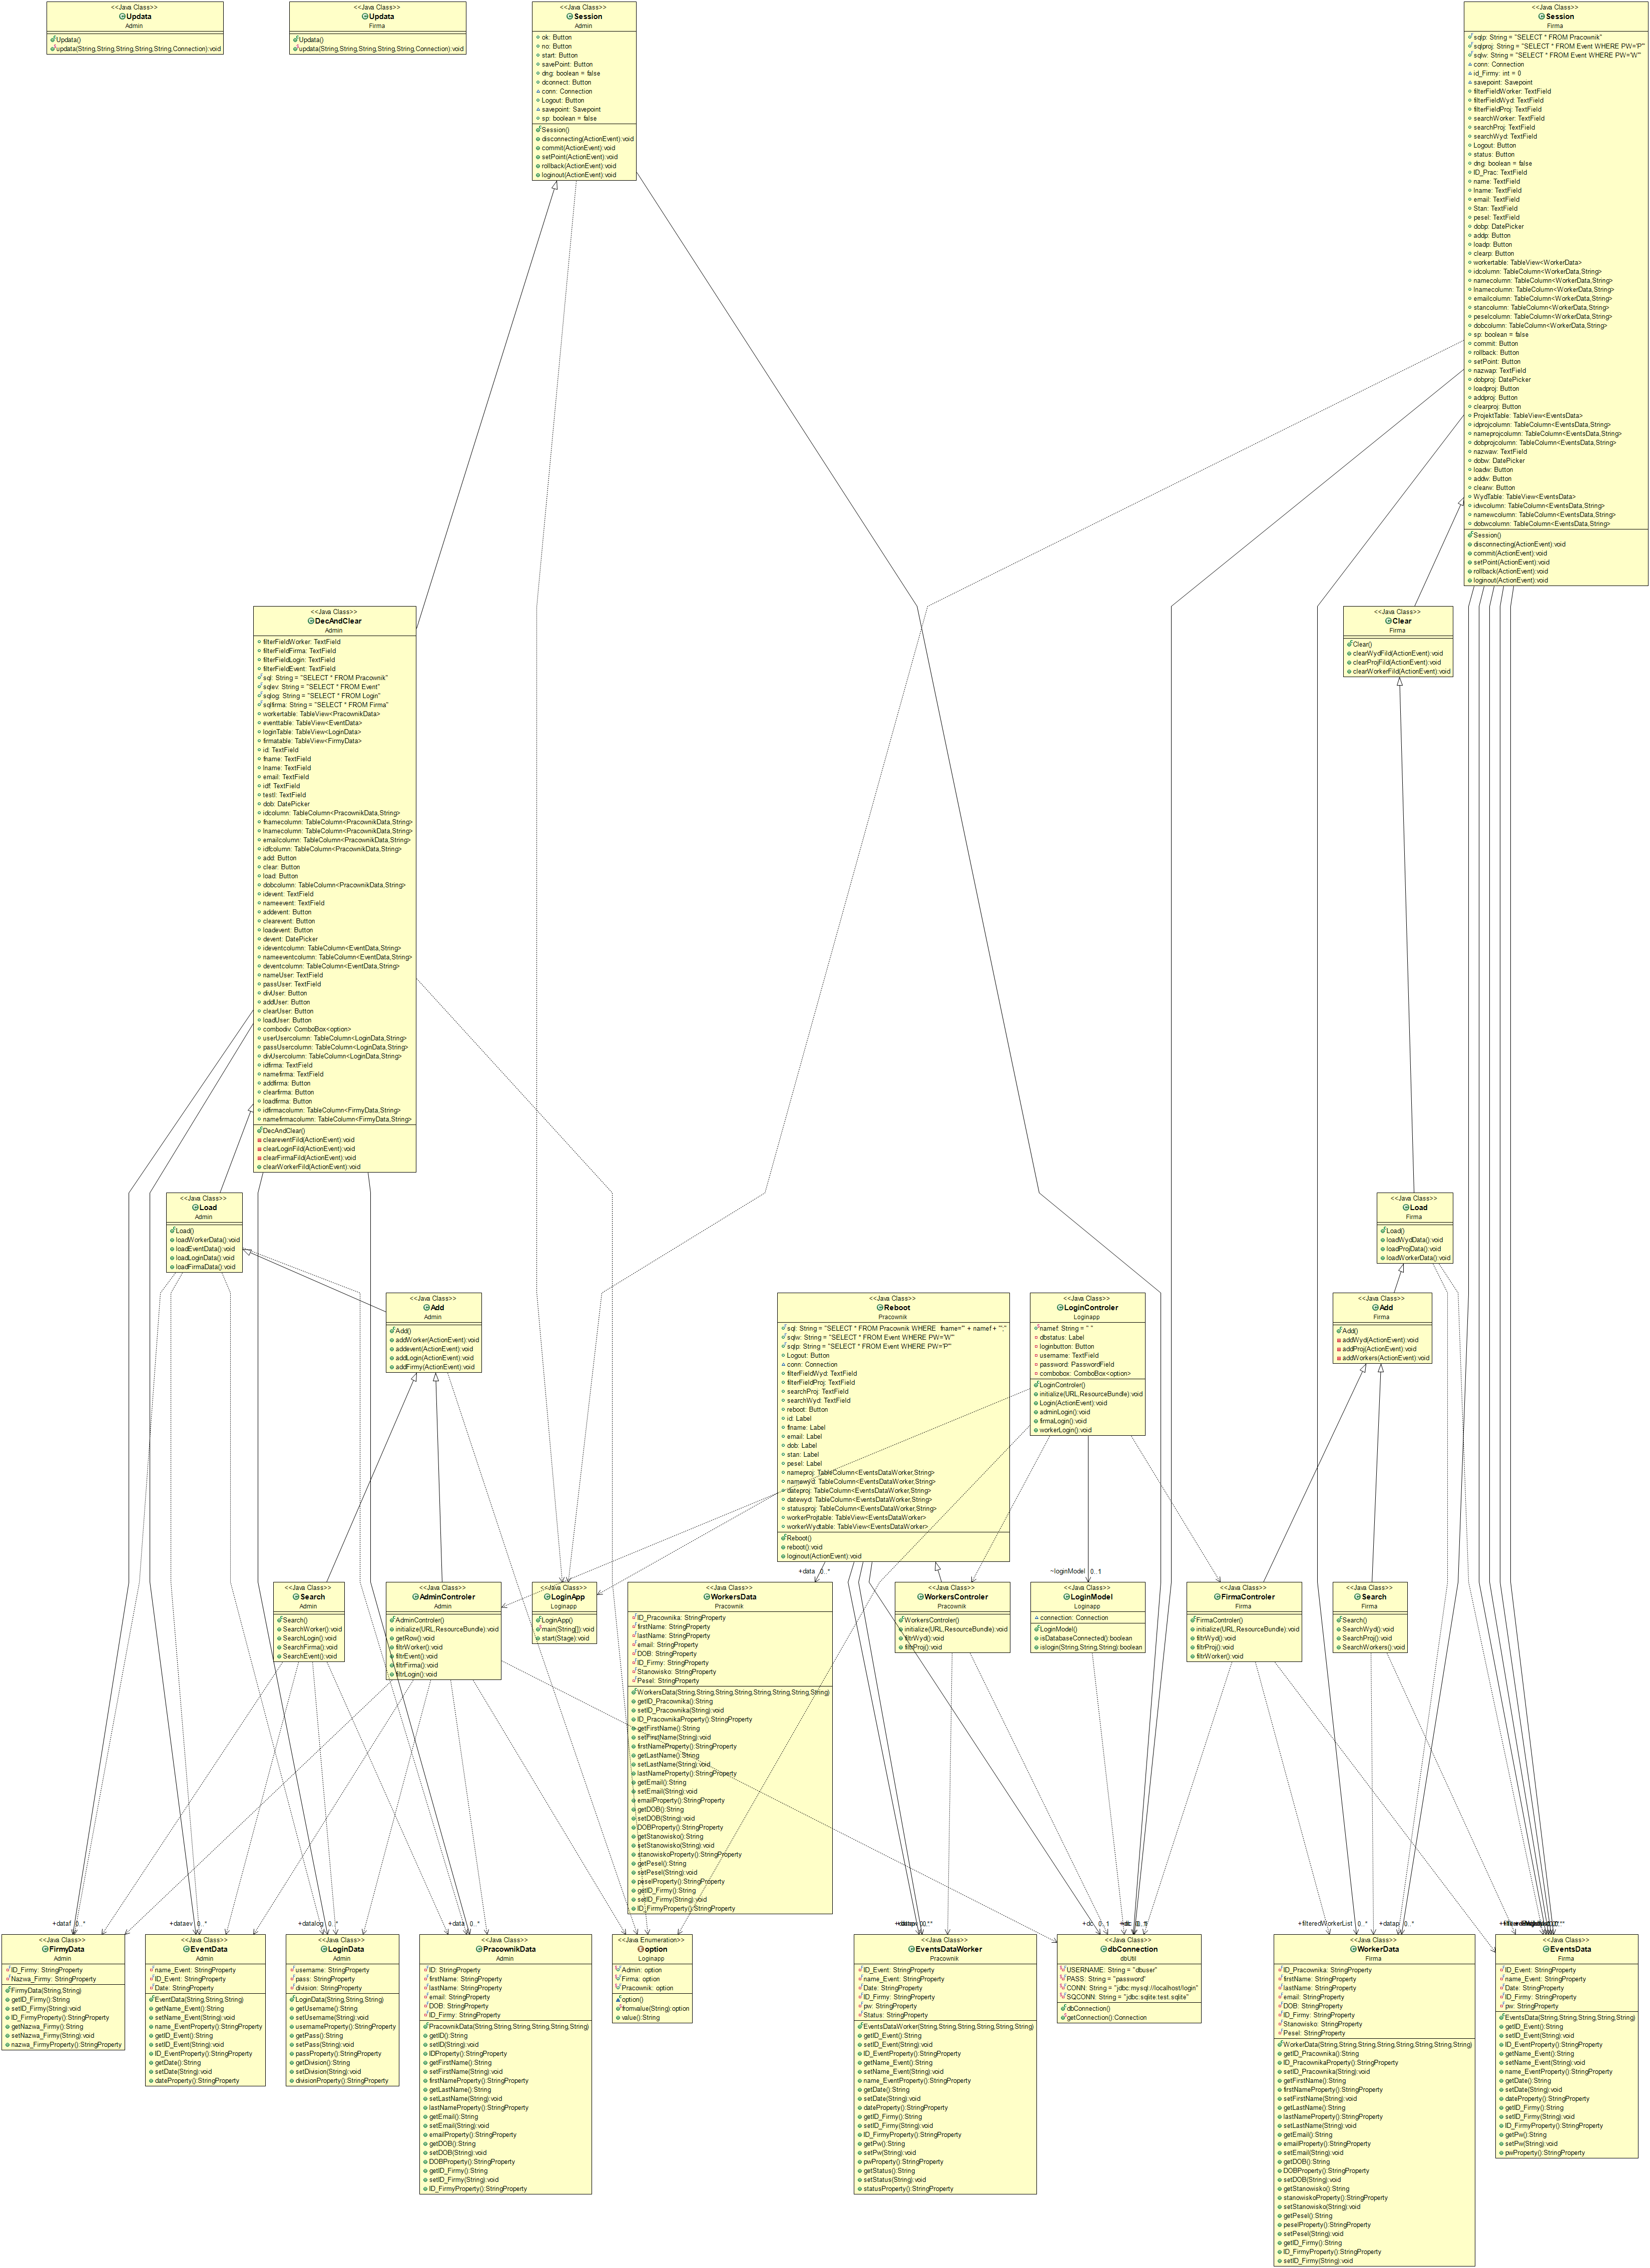 <<Java Class>>
Updata
Admin
Updata()
updata(String,String,String,String,String,Connection):void
<<Java Class>>
Updata
Firma
Updata()
updata(String,String,String,String,String,Connection):void
<<Java Class>>
Session
Admin
ok: Button
no: Button
start: Button
savePoint: Button
dng: boolean = false
dconnect: Button
conn: Connection
Logout: Button
savepoint: Savepoint
sp: boolean = false
Session()
disconnecting(ActionEvent):void
commit(ActionEvent):void
setPoint(ActionEvent):void
rollback(ActionEvent):void
loginout(ActionEvent):void
<<Java Class>>
Session
Firma
sqlp: String = "SELECT * FROM Pracownik"
sqlproj: String = "SELECT * FROM Event WHERE PW='P'"
sqlw: String = "SELECT * FROM Event WHERE PW='W'"
conn: Connection
id_Firmy: int = 0
savepoint: Savepoint
filterFieldWorker: TextField
filterFieldWyd: TextField
filterFieldProj: TextField
searchWorker: TextField
searchProj: TextField
searchWyd: TextField
Logout: Button
status: Button
dng: boolean = false
ID_Prac: TextField
name: TextField
lname: TextField
email: TextField
Stan: TextField
pesel: TextField
dobp: DatePicker
addp: Button
loadp: Button
clearp: Button
workertable: TableView<WorkerData>
idcolumn: TableColumn<WorkerData,String>
namecolumn: TableColumn<WorkerData,String>
lnamecolumn: TableColumn<WorkerData,String>
emailcolumn: TableColumn<WorkerData,String>
stancolumn: TableColumn<WorkerData,String>
peselcolumn: TableColumn<WorkerData,String>
dobcolumn: TableColumn<WorkerData,String>
sp: boolean = false
commit: Button
rollback: Button
setPoint: Button
nazwap: TextField
dobproj: DatePicker
loadproj: Button
addproj: Button
clearproj: Button
ProjektTable: TableView<EventsData>
idprojcolumn: TableColumn<EventsData,String>
nameprojcolumn: TableColumn<EventsData,String>
dobprojcolumn: TableColumn<EventsData,String>
nazwaw: TextField
dobw: DatePicker
loadw: Button
addw: Button
clearw: Button
WydTable: TableView<EventsData>
idwcolumn: TableColumn<EventsData,String>
namewcolumn: TableColumn<EventsData,String>
dobwcolumn: TableColumn<EventsData,String>
Session()
disconnecting(ActionEvent):void
commit(ActionEvent):void
setPoint(ActionEvent):void
rollback(ActionEvent):void
loginout(ActionEvent):void
<<Java Class>>
DecAndClear
Admin
filterFieldWorker: TextField
filterFieldFirma: TextField
filterFieldLogin: TextField
filterFieldEvent: TextField
sql: String = "SELECT * FROM Pracownik"
sqlev: String = "SELECT * FROM Event"
sqlog: String = "SELECT * FROM Login"
sqlfirma: String = "SELECT * FROM Firma"
workertable: TableView<PracownikData>
eventtable: TableView<EventData>
loginTable: TableView<LoginData>
firmatable: TableView<FirmyData>
id: TextField
fname: TextField
lname: TextField
email: TextField
idf: TextField
testl: TextField
dob: DatePicker
idcolumn: TableColumn<PracownikData,String>
fnamecolumn: TableColumn<PracownikData,String>
lnamecolumn: TableColumn<PracownikData,String>
emailcolumn: TableColumn<PracownikData,String>
idfcolumn: TableColumn<PracownikData,String>
add: Button
clear: Button
load: Button
dobcolumn: TableColumn<PracownikData,String>
idevent: TextField
nameevent: TextField
addevent: Button
clearevent: Button
loadevent: Button
devent: DatePicker
ideventcolumn: TableColumn<EventData,String>
nameeventcolumn: TableColumn<EventData,String>
deventcolumn: TableColumn<EventData,String>
nameUser: TextField
passUser: TextField
divUser: Button
addUser: Button
clearUser: Button
loadUser: Button
combodiv: ComboBox<option>
userUsercolumn: TableColumn<LoginData,String>
passUsercolumn: TableColumn<LoginData,String>
divUsercolumn: TableColumn<LoginData,String>
idfirma: TextField
namefirma: TextField
addfirma: Button
clearfirma: Button
loadfirma: Button
idfirmacolumn: TableColumn<FirmyData,String>
namefirmacolumn: TableColumn<FirmyData,String>
DecAndClear()
cleareventFild(ActionEvent):void
clearLoginFild(ActionEvent):void
clearFirmaFild(ActionEvent):void
clearWorkerFild(ActionEvent):void
<<Java Class>>
Clear
Firma
Clear()
clearWydFild(ActionEvent):void
clearProjFild(ActionEvent):void
clearWorkerFild(ActionEvent):void
<<Java Class>>
Load
Admin
Load()
loadWorkerData():void
loadEventData():void
loadLoginData():void
loadFirmaData():void
<<Java Class>>
Load
Firma
Load()
loadWydData():void
loadProjData():void
loadWorkerData():void
<<Java Class>>
Add
Admin
Add()
addWorker(ActionEvent):void
addevent(ActionEvent):void
addLogin(ActionEvent):void
addFirmy(ActionEvent):void
<<Java Class>>
Reboot
Pracownik
sql: String = "SELECT * FROM Pracownik WHERE  fname='" + namef + "';"
sqlw: String = "SELECT * FROM Event WHERE PW='W'"
sqlp: String = "SELECT * FROM Event WHERE PW='P'"
Logout: Button
conn: Connection
filterFieldWyd: TextField
filterFieldProj: TextField
searchProj: TextField
searchWyd: TextField
reboot: Button
id: Label
flname: Label
email: Label
dob: Label
stan: Label
pesel: Label
nameproj: TableColumn<EventsDataWorker,String>
namewyd: TableColumn<EventsDataWorker,String>
dateproj: TableColumn<EventsDataWorker,String>
datewyd: TableColumn<EventsDataWorker,String>
statusproj: TableColumn<EventsDataWorker,String>
workerProjtable: TableView<EventsDataWorker>
workerWydtable: TableView<EventsDataWorker>
Reboot()
reboot():void
loginout(ActionEvent):void
<<Java Class>>
LoginControler
Loginapp
namef: String = " "
dbstatus: Label
loginbutton: Button
username: TextField
password: PasswordField
combobox: ComboBox<option>
LoginControler()
initialize(URL,ResourceBundle):void
Login(ActionEvent):void
adminLogin():void
firmaLogin():void
workerLogin():void
<<Java Class>>
Add
Firma
Add()
addWyd(ActionEvent):void
addProj(ActionEvent):void
addWorkers(ActionEvent):void
+data 0..*
~loginModel 0..1
<<Java Class>>
Search
Admin
Search()
SearchWorker():void
SearchLogin():void
SearchFirma():void
SearchEvent():void
<<Java Class>>
AdminControler
Admin
AdminControler()
initialize(URL,ResourceBundle):void
getRow():void
filtrWorker():void
filtrEvent():void
filtrFirma():void
filtrLogin():void
<<Java Class>>
LoginApp
Loginapp
LoginApp()
main(String[]):void
start(Stage):void
<<Java Class>>
WorkersData
Pracownik
ID_Pracownika: StringProperty
firstName: StringProperty
lastName: StringProperty
email: StringProperty
DOB: StringProperty
ID_Firmy: StringProperty
Stanowisko: StringProperty
Pesel: StringProperty
WorkersData(String,String,String,String,String,String,String,String)
getID_Pracownika():String
setID_Pracownika(String):void
ID_PracownikaProperty():StringProperty
getFirstName():String
setFirstName(String):void
firstNameProperty():StringProperty
getLastName():String
setLastName(String):void
lastNameProperty():StringProperty
getEmail():String
setEmail(String):void
emailProperty():StringProperty
getDOB():String
setDOB(String):void
DOBProperty():StringProperty
getStanowisko():String
setStanowisko(String):void
stanowiskoProperty():StringProperty
getPesel():String
setPesel(String):void
peselProperty():StringProperty
getID_Firmy():String
setID_Firmy(String):void
ID_FirmyProperty():StringProperty
<<Java Class>>
WorkersControler
Pracownik
WorkersControler()
initialize(URL,ResourceBundle):void
filtrWyd():void
filtrProj():void
<<Java Class>>
LoginModel
Loginapp
connection: Connection
LoginModel()
isDatabaseConnected():boolean
islogin(String,String,String):boolean
<<Java Class>>
FirmaControler
Firma
FirmaControler()
initialize(URL,ResourceBundle):void
filtrWyd():void
filtrProj():void
filtrWorker():void
<<Java Class>>
Search
Firma
Search()
SearchWyd():void
SearchProj():void
SearchWorkers():void
+dataf 0..*
+dataev 0..*
+datalog 0..*
+data 0..*
+filteredWorkerList 0..*
+datap 0..*
<<Java Class>>
FirmyData
Admin
ID_Firmy: StringProperty
Nazwa_Firmy: StringProperty
FirmyData(String,String)
getID_Firmy():String
setID_Firmy(String):void
ID_FirmyProperty():StringProperty
getNazwa_Firmy():String
setNazwa_Firmy(String):void
nazwa_FirmyProperty():StringProperty
<<Java Class>>
EventData
Admin
name_Event: StringProperty
ID_Event: StringProperty
Date: StringProperty
EventData(String,String,String)
getName_Event():String
setName_Event(String):void
name_EventProperty():StringProperty
getID_Event():String
setID_Event(String):void
ID_EventProperty():StringProperty
getDate():String
setDate(String):void
dateProperty():StringProperty
<<Java Class>>
LoginData
Admin
username: StringProperty
pass: StringProperty
division: StringProperty
LoginData(String,String,String)
getUsername():String
setUsername(String):void
usernameProperty():StringProperty
getPass():String
setPass(String):void
passProperty():StringProperty
getDivsion():String
setDivision(String):void
divisionProperty():StringProperty
<<Java Class>>
PracownikData
Admin
ID: StringProperty
firstName: StringProperty
lastName: StringProperty
email: StringProperty
DOB: StringProperty
ID_Firmy: StringProperty
PracownikData(String,String,String,String,String,String)
getID():String
setID(String):void
IDProperty():StringProperty
getFirstName():String
setFirstName(String):void
firstNameProperty():StringProperty
getLastName():String
setLastName(String):void
lastNameProperty():StringProperty
getEmail():String
setEmail(String):void
emailProperty():StringProperty
getDOB():String
setDOB(String):void
DOBProperty():StringProperty
getID_Firmy():String
setID_Firmy(String):void
ID_FirmyProperty():StringProperty
<<Java Enumeration>>
option
Loginapp
Admin: option
Firma: option
Pracownik: option
option()
fromvalue(String):option
value():String
<<Java Class>>
EventsDataWorker
Pracownik
ID_Event: StringProperty
name_Event: StringProperty
Date: StringProperty
ID_Firmy: StringProperty
pw: StringProperty
Status: StringProperty
EventsDataWorker(String,String,String,String,String,String)
getID_Event():String
setID_Event(String):void
ID_EventProperty():StringProperty
getName_Event():String
setName_Event(String):void
name_EventProperty():StringProperty
getDate():String
setDate(String):void
dateProperty():StringProperty
getID_Firmy():String
setID_Firmy(String):void
ID_FirmyProperty():StringProperty
getPw():String
setPw(String):void
pwProperty():StringProperty
getStatus():String
setStatus(String):void
statusProperty():StringProperty
<<Java Class>>
dbConnection
dbUtil
USERNAME: String = "dbuser"
PASS: String = "password"
CONN: String = "jdbc:mysql://localhost/login"
SQCONN: String = "jdbc:sqlite:test.sqlite"
dbConnection()
getConnection():Connection
<<Java Class>>
WorkerData
Firma
ID_Pracownika: StringProperty
firstName: StringProperty
lastName: StringProperty
email: StringProperty
DOB: StringProperty
ID_Firmy: StringProperty
Stanowisko: StringProperty
Pesel: StringProperty
WorkerData(String,String,String,String,String,String,String,String)
getID_Pracownika():String
ID_PracownikaProperty():StringProperty
setID_Pracownika(String):void
getFirstName():String
firstNameProperty():StringProperty
setFirstName(String):void
getLastName():String
lastNameProperty():StringProperty
setLastName(String):void
getEmail():String
emailProperty():StringProperty
setEmail(String):void
getDOB():String
DOBProperty():StringProperty
setDOB(String):void
getStanowisko():String
stanowiskoProperty():StringProperty
setStanowisko(String):void
getPesel():String
peselProperty():StringProperty
setPesel(String):void
getID_Firmy():String
ID_FirmyProperty():StringProperty
setID_Firmy(String):void
<<Java Class>>
EventsData
Firma
ID_Event: StringProperty
name_Event: StringProperty
Date: StringProperty
ID_Firmy: StringProperty
pw: StringProperty
EventsData(String,String,String,String,String)
getID_Event():String
setID_Event(String):void
ID_EventProperty():StringProperty
getName_Event():String
setName_Event(String):void
name_EventProperty():StringProperty
getDate():String
setDate(String):void
dateProperty():StringProperty
getID_Firmy():String
setID_Firmy(String):void
ID_FirmyProperty():StringProperty
getPw():String
setPw(String):void
pwProperty():StringProperty